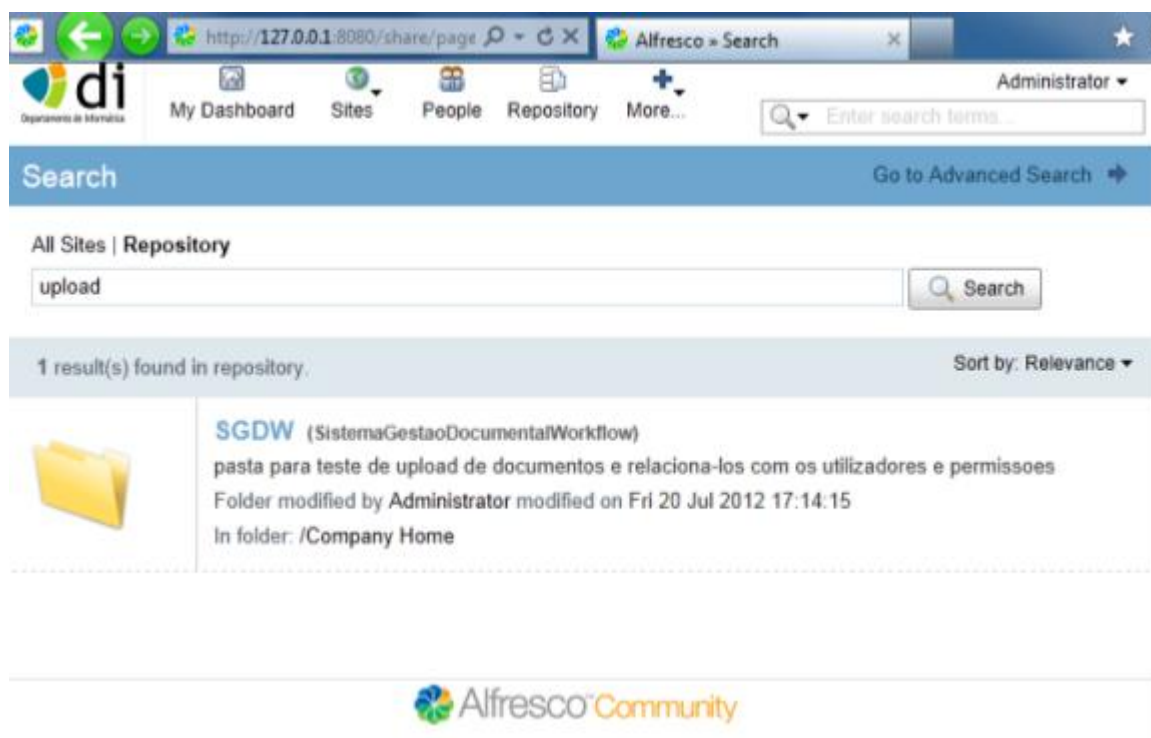 http://127.0.0.1:8080/share/page
Alfresco » Search
di
Departamento de Informática
My Dashboard
Sites
People
Repository
More...
Administrator
Enter search terms...
Search
Go to Advanced Search
All Sites | Repository
upload
Search
1 result(s) found in repository.
Sort by: Relevance
SGDW (SistemaGestaoDocumentalWorkflow)
pasta para teste de upload de documentos e relaciona-los com os utilizadores e permissoes
Folder modified by Administrator modified on Fri 20 Jul 2012 17:14:15
In folder: /Company Home
Alfresco™ Community